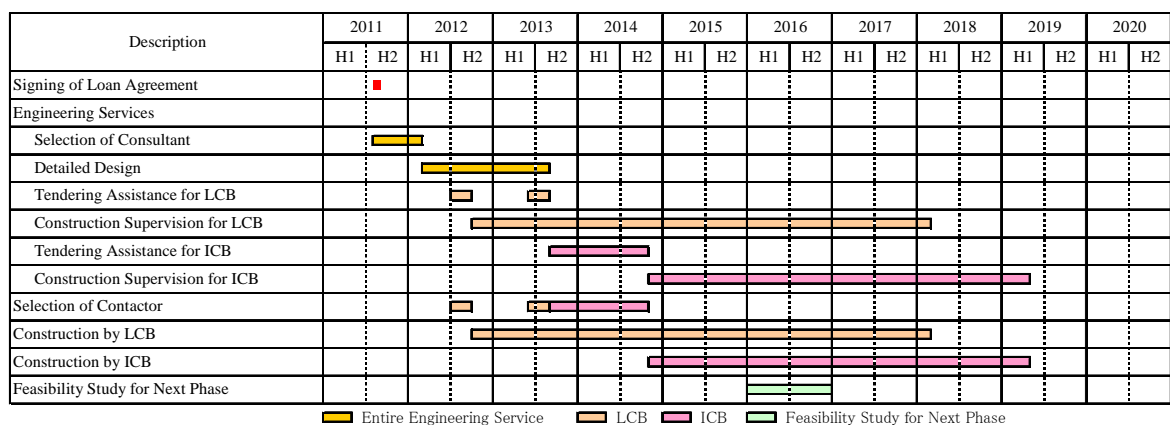 Description 2011 2012 2013 2014 2015 2016 2017 2018 2019 2020
H1 H2 H1 H2 H1 H2 H1 H2 H1 H2 H1 H2 H1 H2 H1 H2 H1 H2 H1 H2
Signing of Loan Agreement
Engineering Services
Selection of Consultant
Detailed Design
Tendering Assistance for LCB
Construction Supervision for LCB
Tendering Assistance for ICB
Construction Supervision for ICB
Selection of Contactor
Construction by LCB
Construction by ICB
Feasibility Study for Next Phase
Entire Engineering Service LCB ICB Feasibility Study for Next Phase